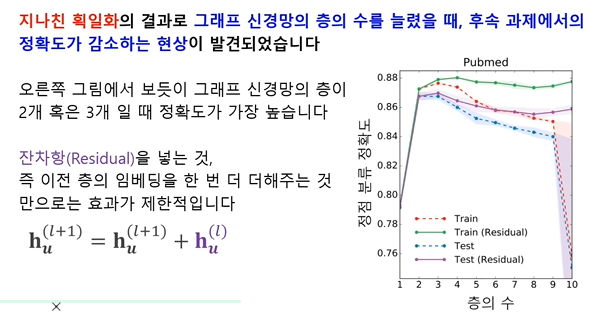 지나친 획일화의 결과로 그래프 신경망의 층의 수를 늘렸을 때, 후속 과제에서의
정확도가 감소하는 현상이 발견되었습니다
오른쪽 그림에서 보듯이 그래프 신경망의 층이
2개 혹은 3개 일 때 정확도가 가장 높습니다
잔차항(Residual)을 넣는 것,
즉 이전 층의 임베딩을 한 번 더 더해주는 것
만으로는 효과가 제한적입니다
h_u^(l+1) = h_u^(l+1) + h_u^(l)
Pubmed
정점 분류 정확도
0.88
0.86
0.84
0.82
0.80
0.78
0.76
Train
Train (Residual)
Test
Test (Residual)
1 2 3 4 5 6 7 8 9 10
층의 수